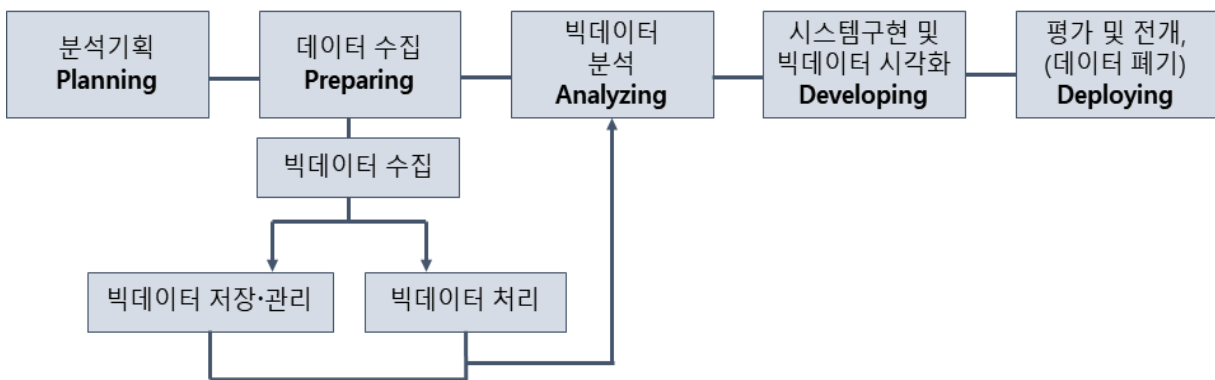 분석기획
Planning
데이터 수집
Preparing
빅데이터
분석
Analyzing
시스템구현 및
빅데이터 시각화
Developing
평가 및 전개,
(데이터 폐기)
Deploying
빅데이터 수집
빅데이터 저장·관리
빅데이터 처리